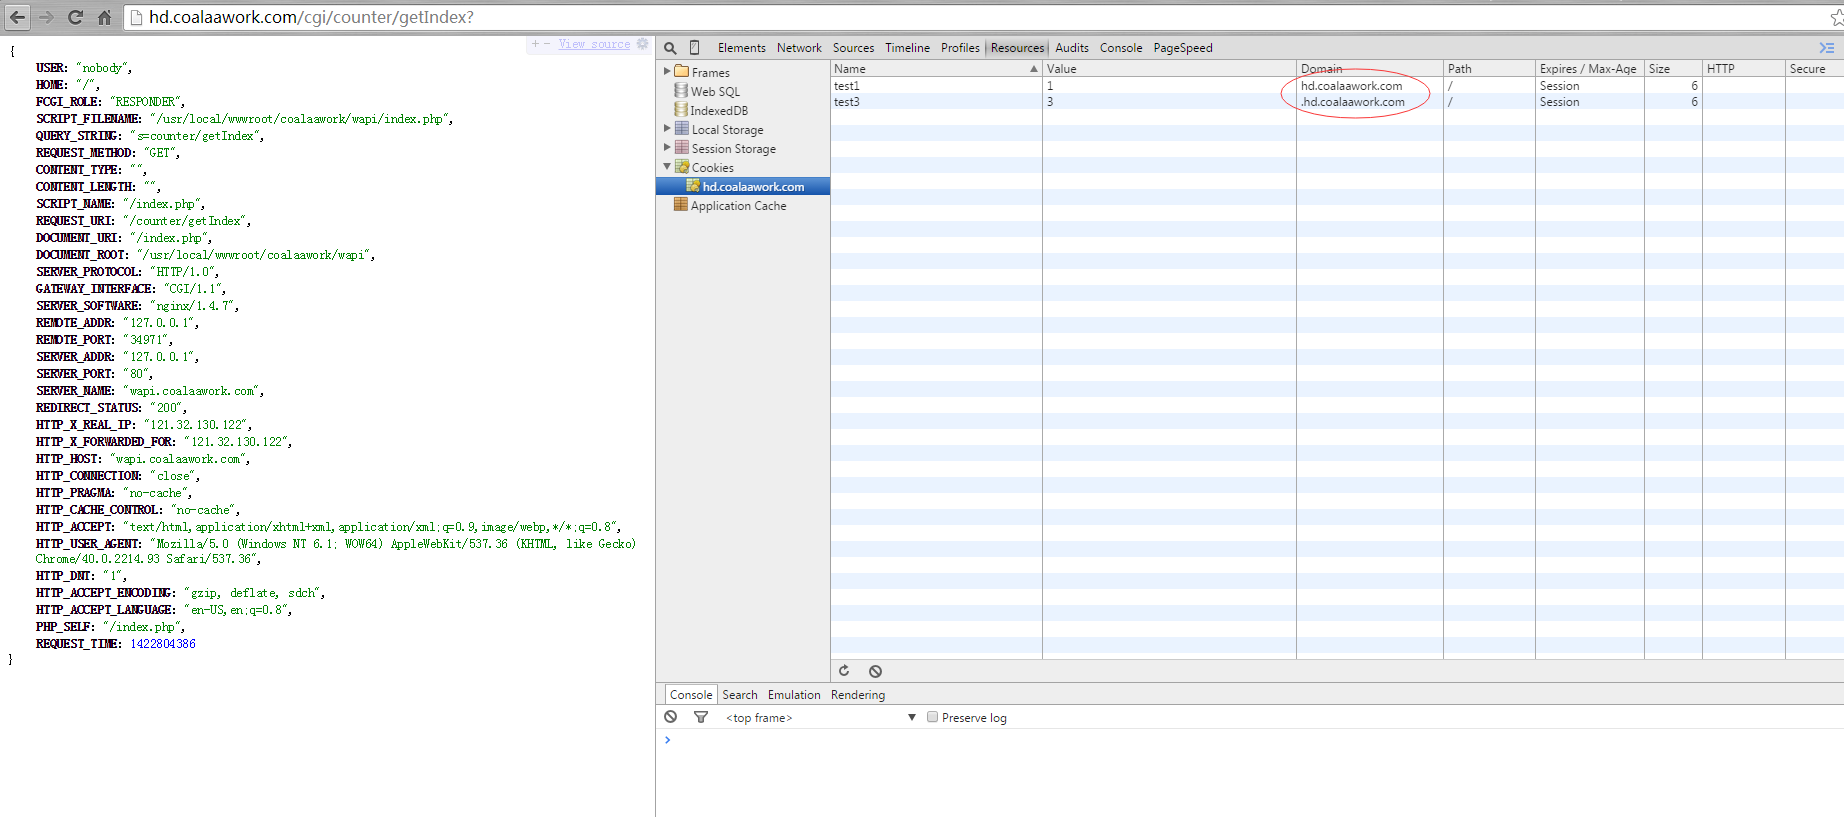 hd.coalaawork.com/cgi/counter/getIndex?
+ - View source
{
USER: "nobody",
HOME: "/",
FCGI_ROLE: "RESPONDER",
SCRIPT_FILENAME: "/usr/local/wwwroot/coalaawork/wapi/index.php",
QUERY_STRING: "s=counter/getIndex",
REQUEST_METHOD: "GET",
CONTENT_TYPE: "",
CONTENT_LENGTH: "",
SCRIPT_NAME: "/index.php",
REQUEST_URI: "/counter/getIndex",
DOCUMENT_URI: "/index.php",
DOCUMENT_ROOT: "/usr/local/wwwroot/coalaawork/wapi",
SERVER_PROTOCOL: "HTTP/1.0",
GATEWAY_INTERFACE: "CGI/1.1",
SERVER_SOFTWARE: "nginx/1.4.7",
REMOTE_ADDR: "127.0.0.1",
REMOTE_PORT: "34971",
SERVER_ADDR: "127.0.0.1",
SERVER_PORT: "80",
SERVER_NAME: "wapi.coalaawork.com",
REDIRECT_STATUS: "200",
HTTP_X_REAL_IP: "121.32.130.122",
HTTP_X_FORWARDED_FOR: "121.32.130.122",
HTTP_HOST: "wapi.coalaawork.com",
HTTP_CONNECTION: "close",
HTTP_PRAGMA: "no-cache",
HTTP_CACHE_CONTROL: "no-cache",
HTTP_ACCEPT: "text/html,application/xhtml+xml,application/xml;q=0.9,image/webp,*/*;q=0.8",
HTTP_USER_AGENT: "Mozilla/5.0 (Windows NT 6.1; WOW64) AppleWebKit/537.36 (KHTML, like Gecko)
Chrome/40.0.2214.93 Safari/537.36",
HTTP_DNT: "1",
HTTP_ACCEPT_ENCODING: "gzip, deflate, sdch",
HTTP_ACCEPT_LANGUAGE: "en-US,en;q=0.8",
PHP_SELF: "/index.php",
REQUEST_TIME: 1422804386
}
Elements Network Sources Timeline Profiles Resources Audits Console PageSpeed
Frames
Web SQL
IndexedDB
Local Storage
Session Storage
Cookies
hd.coalaawork.com
Application Cache
Name Value Domain Path Expires / Max-Age Size HTTP Secure
test1 1 hd.coalaawork.com / Session 6
test3 3 .hd.coalaawork.com / Session 6
Console Search Emulation Rendering
<top frame> Preserve log
>